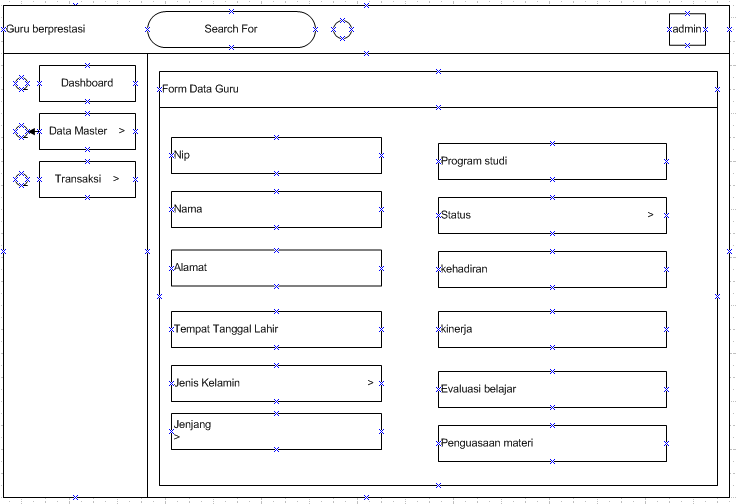 Guru berprestasi
Search For
admin
Dashboard
Data Master >
Transaksi >
Form Data Guru
Nip
Nama
Alamat
Tempat Tanggal Lahir
Jenis Kelamin >
Jenjang
>
Program studi
Status >
kehadiran
kinerja
Evaluasi belajar
Penguasaan materi